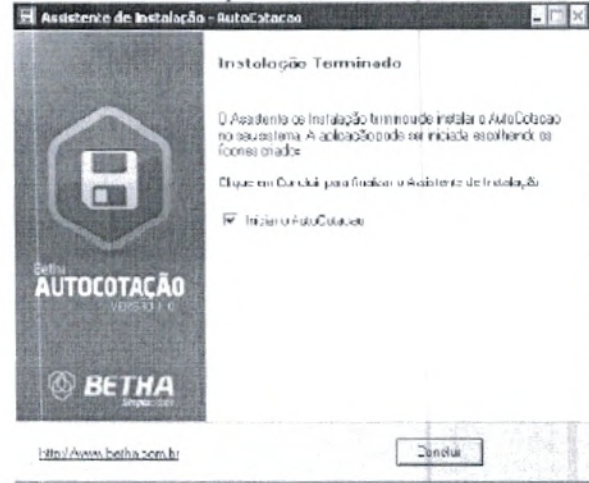 Assistente de Instalação - AutoCotacao
Instalação Terminada
O Assistente de Instalação terminou de instalar o AutoCotacao
no seu sistema. A aplicação pode ser iniciada escolhendo os
ícones criados
Clique em Concluir para finalizar o Assistente de Instalação
Iniciar o AutoCotacao
Betha
AUTOCOTAÇÃO
BETHA
http://www.betha.com.br
Concluir